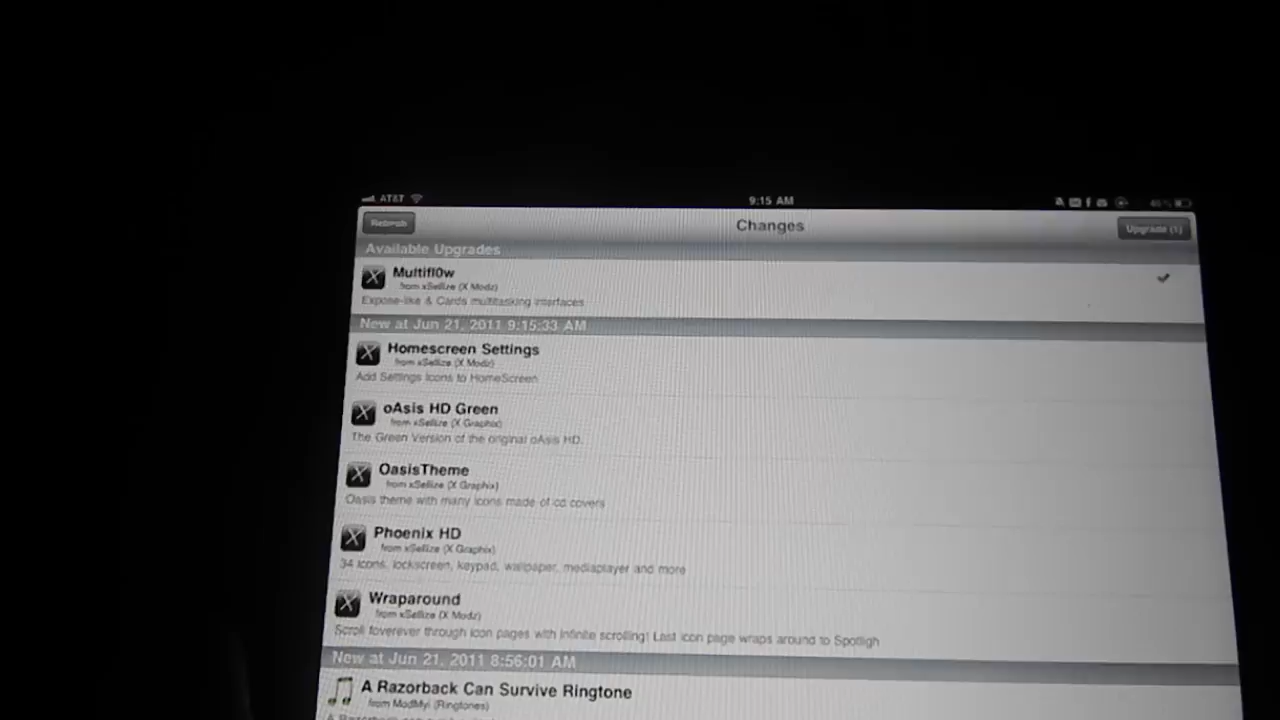 AT&T 9:15 AM
Refresh Changes Upgrade (1)
Available Upgrades
Multifl0w
from xSellize (X Modz)
Expose-like & Cards multitasking interfaces
New at Jun 21, 2011 9:15:33 AM
Homescreen Settings
from xSellize (X Modz)
Add Settings Icons to HomeScreen
oAsis HD Green
from xSellize (X Graphix)
The Green Version of the original oAsis HD.
OasisTheme
from xSellize (X Graphix)
Oasis theme with many icons made of cd covers
Phoenix HD
from xSellize (X Graphix)
34 Icons, lockscreen, keypad, wallpaper, mediaplayer and more
Wraparound
from xSellize (X Modz)
Scroll foverever through icon pages with infinite scrolling! Last icon page wraps around to Spotligh
New at Jun 21, 2011 8:56:01 AM
A Razorback Can Survive Ringtone
from ModMyi (Ringtones)